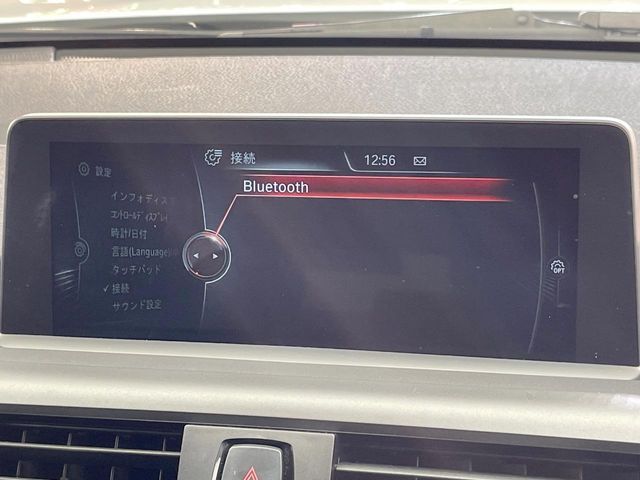 接続
12:56
設定
Bluetooth
インフォディス
コントロールディスプレイ
時計/日付
言語(Language)/
タッチパッド
✓ 接続
サウンド設定
OPT